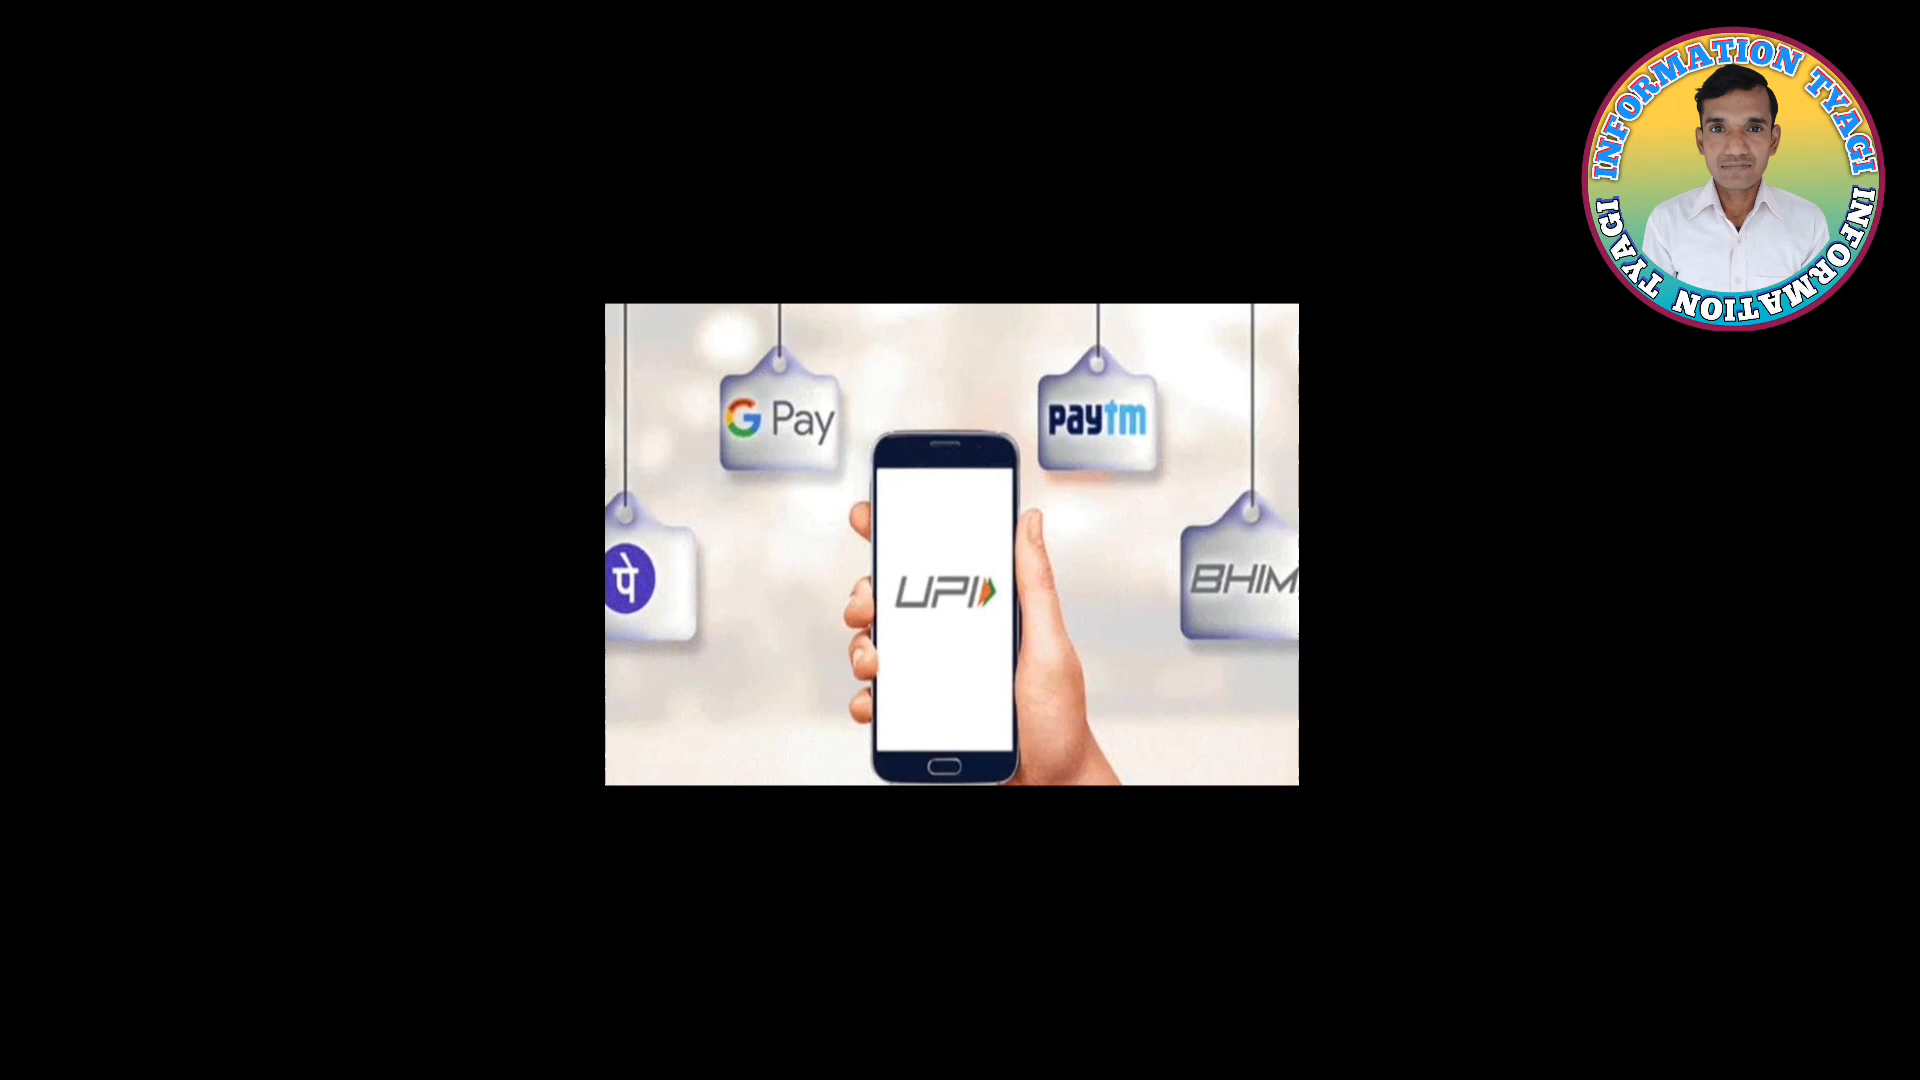 INFORMATION TYAGI
INFORMATION TYAGI
G Pay
paytm
पे
UPI
BHIM